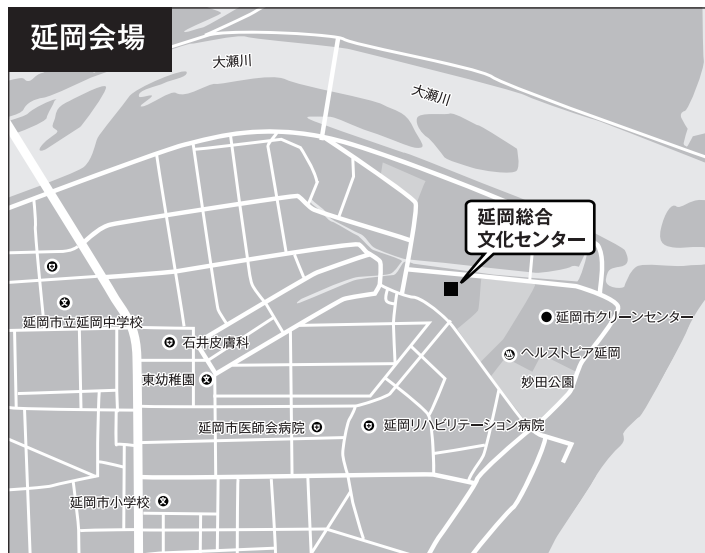 延岡会場
大瀬川
大瀬川
延岡総合
文化センター
延岡市クリーンセンター
延岡市立延岡中学校
石井皮膚科
ヘルストピア延岡
東幼稚園
妙田公園
延岡市医師会病院
延岡リハビリテーション病院
延岡市小学校